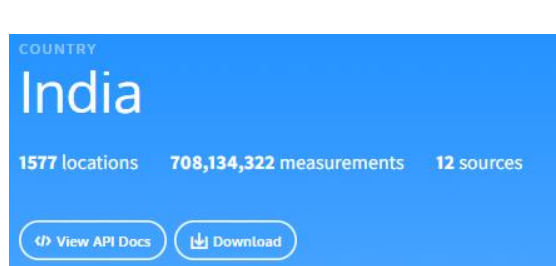 COUNTRY
India
1577 locations 708,134,322 measurements 12 sources
</> View API Docs Download